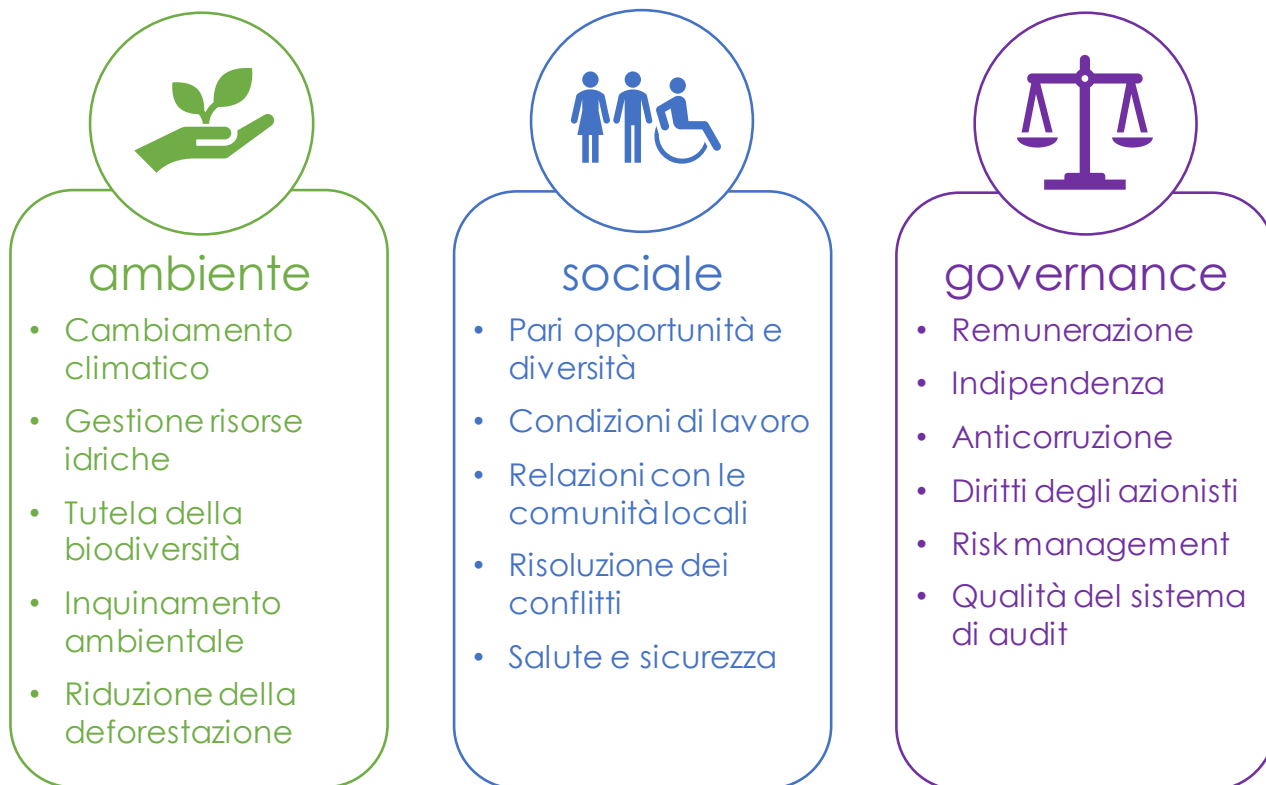 ambiente
• Cambiamento
climatico
• Gestione risorse
idriche
• Tutela della
biodiversità
• Inquinamento
ambientale
• Riduzione della
deforestazione
sociale
• Pari opportunità e
diversità
• Condizioni di lavoro
• Relazioni con le
comunità locali
• Risoluzione dei
conflitti
• Salute e sicurezza
governance
• Remunerazione
• Indipendenza
• Anticorruzione
• Diritti degli azionisti
• Risk management
• Qualità del sistema
di audit